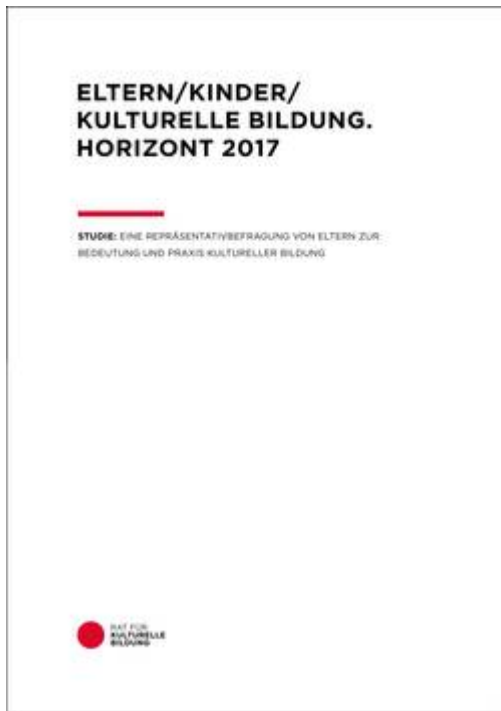 ELTERN/KINDER/
KULTURELLE BILDUNG.
HORIZONT 2017
STUDIE: EINE REPRÄSENTATIVBEFRAGUNG VON ELTERN ZUR
BEDEUTUNG UND PRAXIS KULTURELLER BILDUNG
RAT FÜR
KULTURELLE
BILDUNG